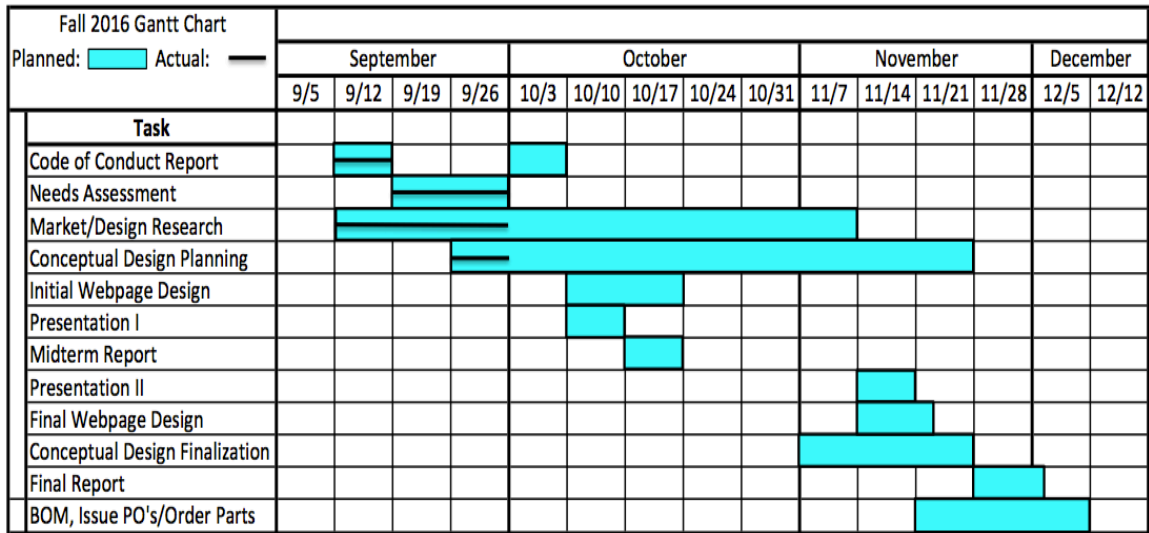 Fall 2016 Gantt Chart
Planned: Actual:
September October November December
9/5 9/12 9/19 9/26 10/3 10/10 10/17 10/24 10/31 11/7 11/14 11/21 11/28 12/5 12/12
Task
Code of Conduct Report
Needs Assessment
Market/Design Research
Conceptual Design Planning
Initial Webpage Design
Presentation I
Midterm Report
Presentation II
Final Webpage Design
Conceptual Design Finalization
Final Report
BOM, Issue PO's/Order Parts